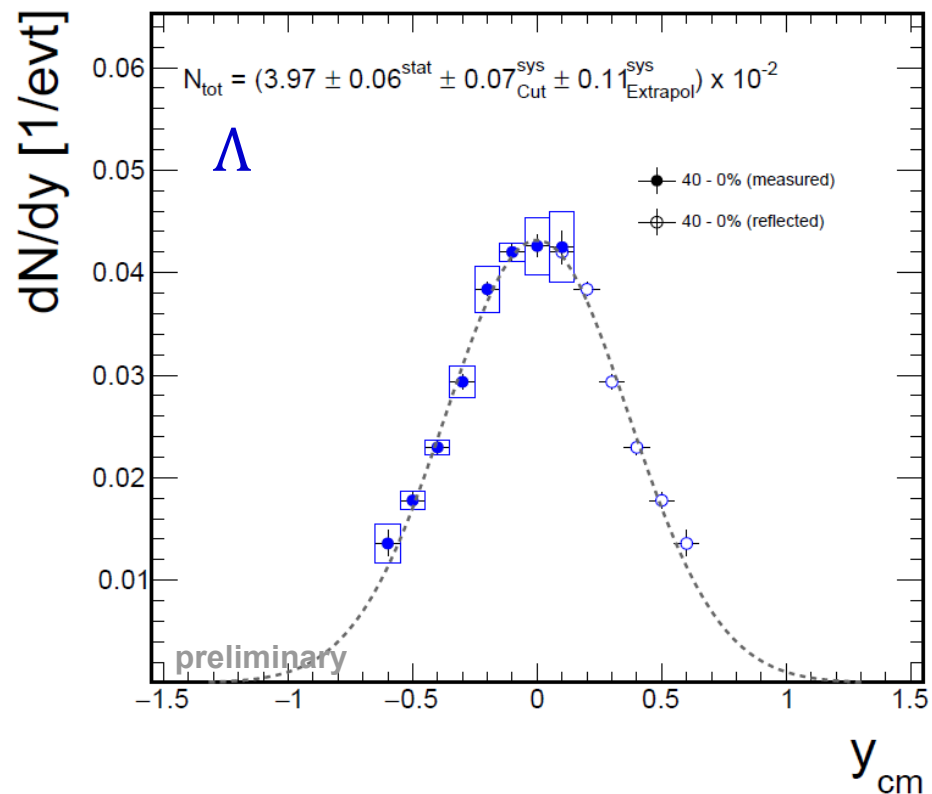 dN/dy [1/evt]
N_tot = (3.97 ± 0.06^stat ± 0.07^sys_Cut ± 0.11^sys_Extrapol) x 10^-2
Λ
40 - 0% (measured)
40 - 0% (reflected)
0.06
0.05
0.04
0.03
0.02
0.01
preliminary
−1.5 −1 −0.5 0 0.5 1 1.5
y_cm